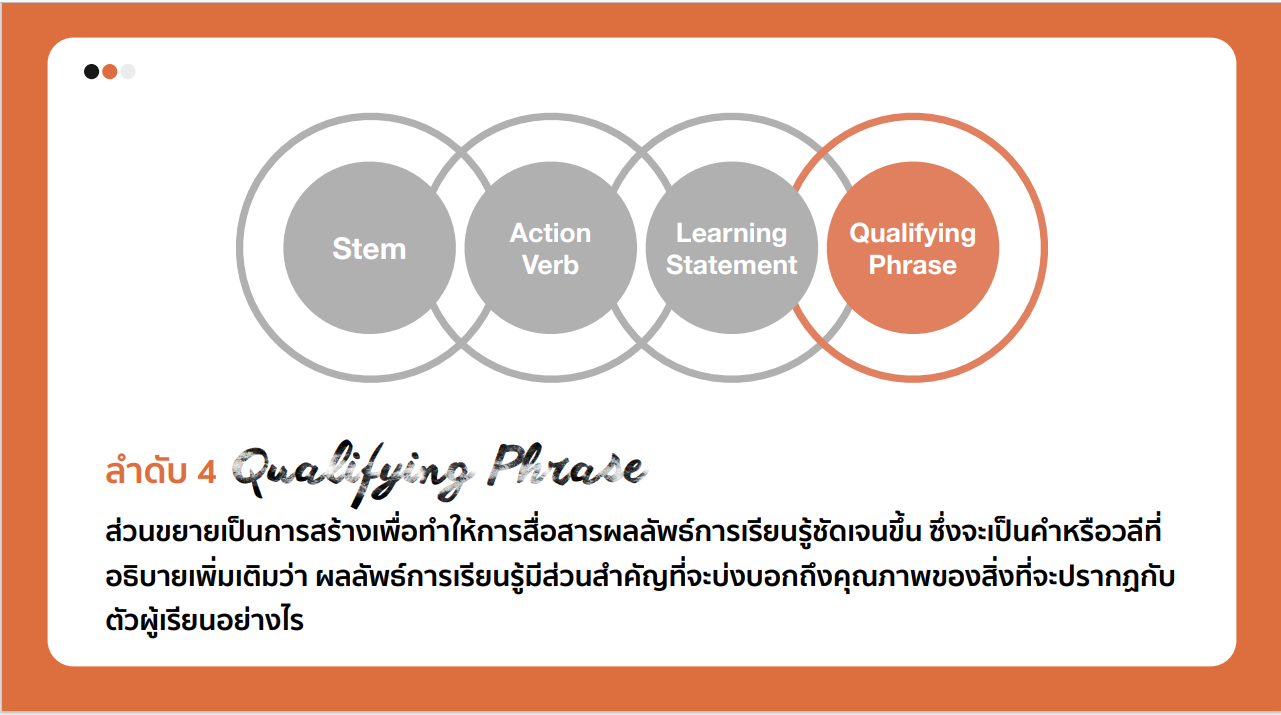 Stem
Action
Verb
Learning
Statement
Qualifying
Phrase
ลำดับ 4 Qualifying Phrase
ส่วนขยายเป็นการสร้างเพื่อทำให้การสื่อสารผลลัพธ์การเรียนรู้ชัดเจนขึ้น ซึ่งจะเป็นคำหรือวลีที่
อธิบายเพิ่มเติมว่า ผลลัพธ์การเรียนรู้มีส่วนสำคัญที่จะบ่งบอกถึงคุณภาพของสิ่งที่จะปรากฏกับ
ตัวผู้เรียนอย่างไร